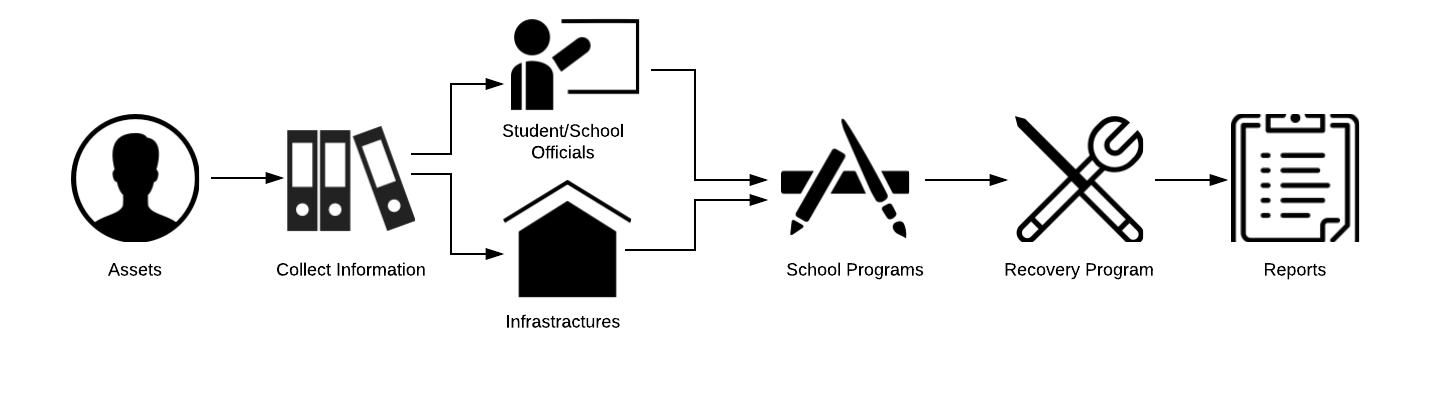 Assets
Collect Information
Student/School
Officials
Infrastractures
School Programs
Recovery Program
Reports